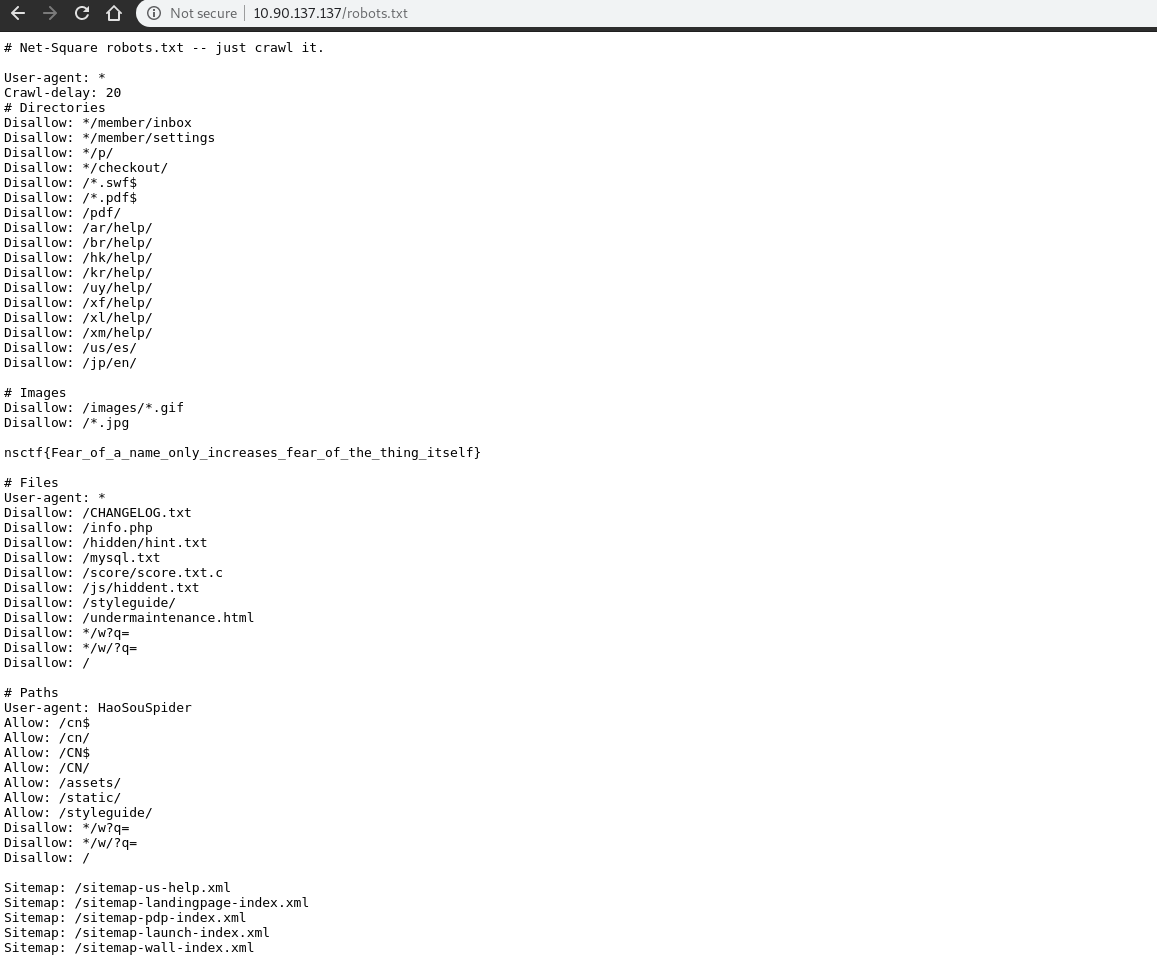 Not secure 10.90.137.137/robots.txt
# Net-Square robots.txt -- just crawl it.
User-agent: *
Crawl-delay: 20
# Directories
Disallow: */member/inbox
Disallow: */member/settings
Disallow: */p/
Disallow: */checkout/
Disallow: /*.swf$
Disallow: /*.pdf$
Disallow: /pdf/
Disallow: /ar/help/
Disallow: /br/help/
Disallow: /hk/help/
Disallow: /kr/help/
Disallow: /uy/help/
Disallow: /xf/help/
Disallow: /xl/help/
Disallow: /xm/help/
Disallow: /us/es/
Disallow: /jp/en/
# Images
Disallow: /images/*.gif
Disallow: /*.jpg
nsctf{Fear_of_a_name_only_increases_fear_of_the_thing_itself}
# Files
User-agent: *
Disallow: /CHANGELOG.txt
Disallow: /info.php
Disallow: /hidden/hint.txt
Disallow: /mysql.txt
Disallow: /score/score.txt.c
Disallow: /js/hiddent.txt
Disallow: /styleguide/
Disallow: /undermaintenance.html
Disallow: */w?q=
Disallow: */w/?q=
Disallow: /
# Paths
User-agent: HaoSouSpider
Allow: /cn$
Allow: /cn/
Allow: /CN$
Allow: /CN/
Allow: /assets/
Allow: /static/
Allow: /styleguide/
Disallow: */w?q=
Disallow: */w/?q=
Disallow: /
Sitemap: /sitemap-us-help.xml
Sitemap: /sitemap-landingpage-index.xml
Sitemap: /sitemap-pdp-index.xml
Sitemap: /sitemap-launch-index.xml
Sitemap: /sitemap-wall-index.xml